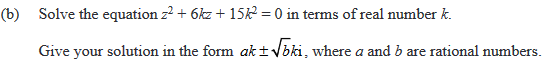 (b) Solve the equation z² + 6kz + 15k² = 0 in terms of real number k.
Give your solution in the form ak ± √bki, where a and b are rational numbers.